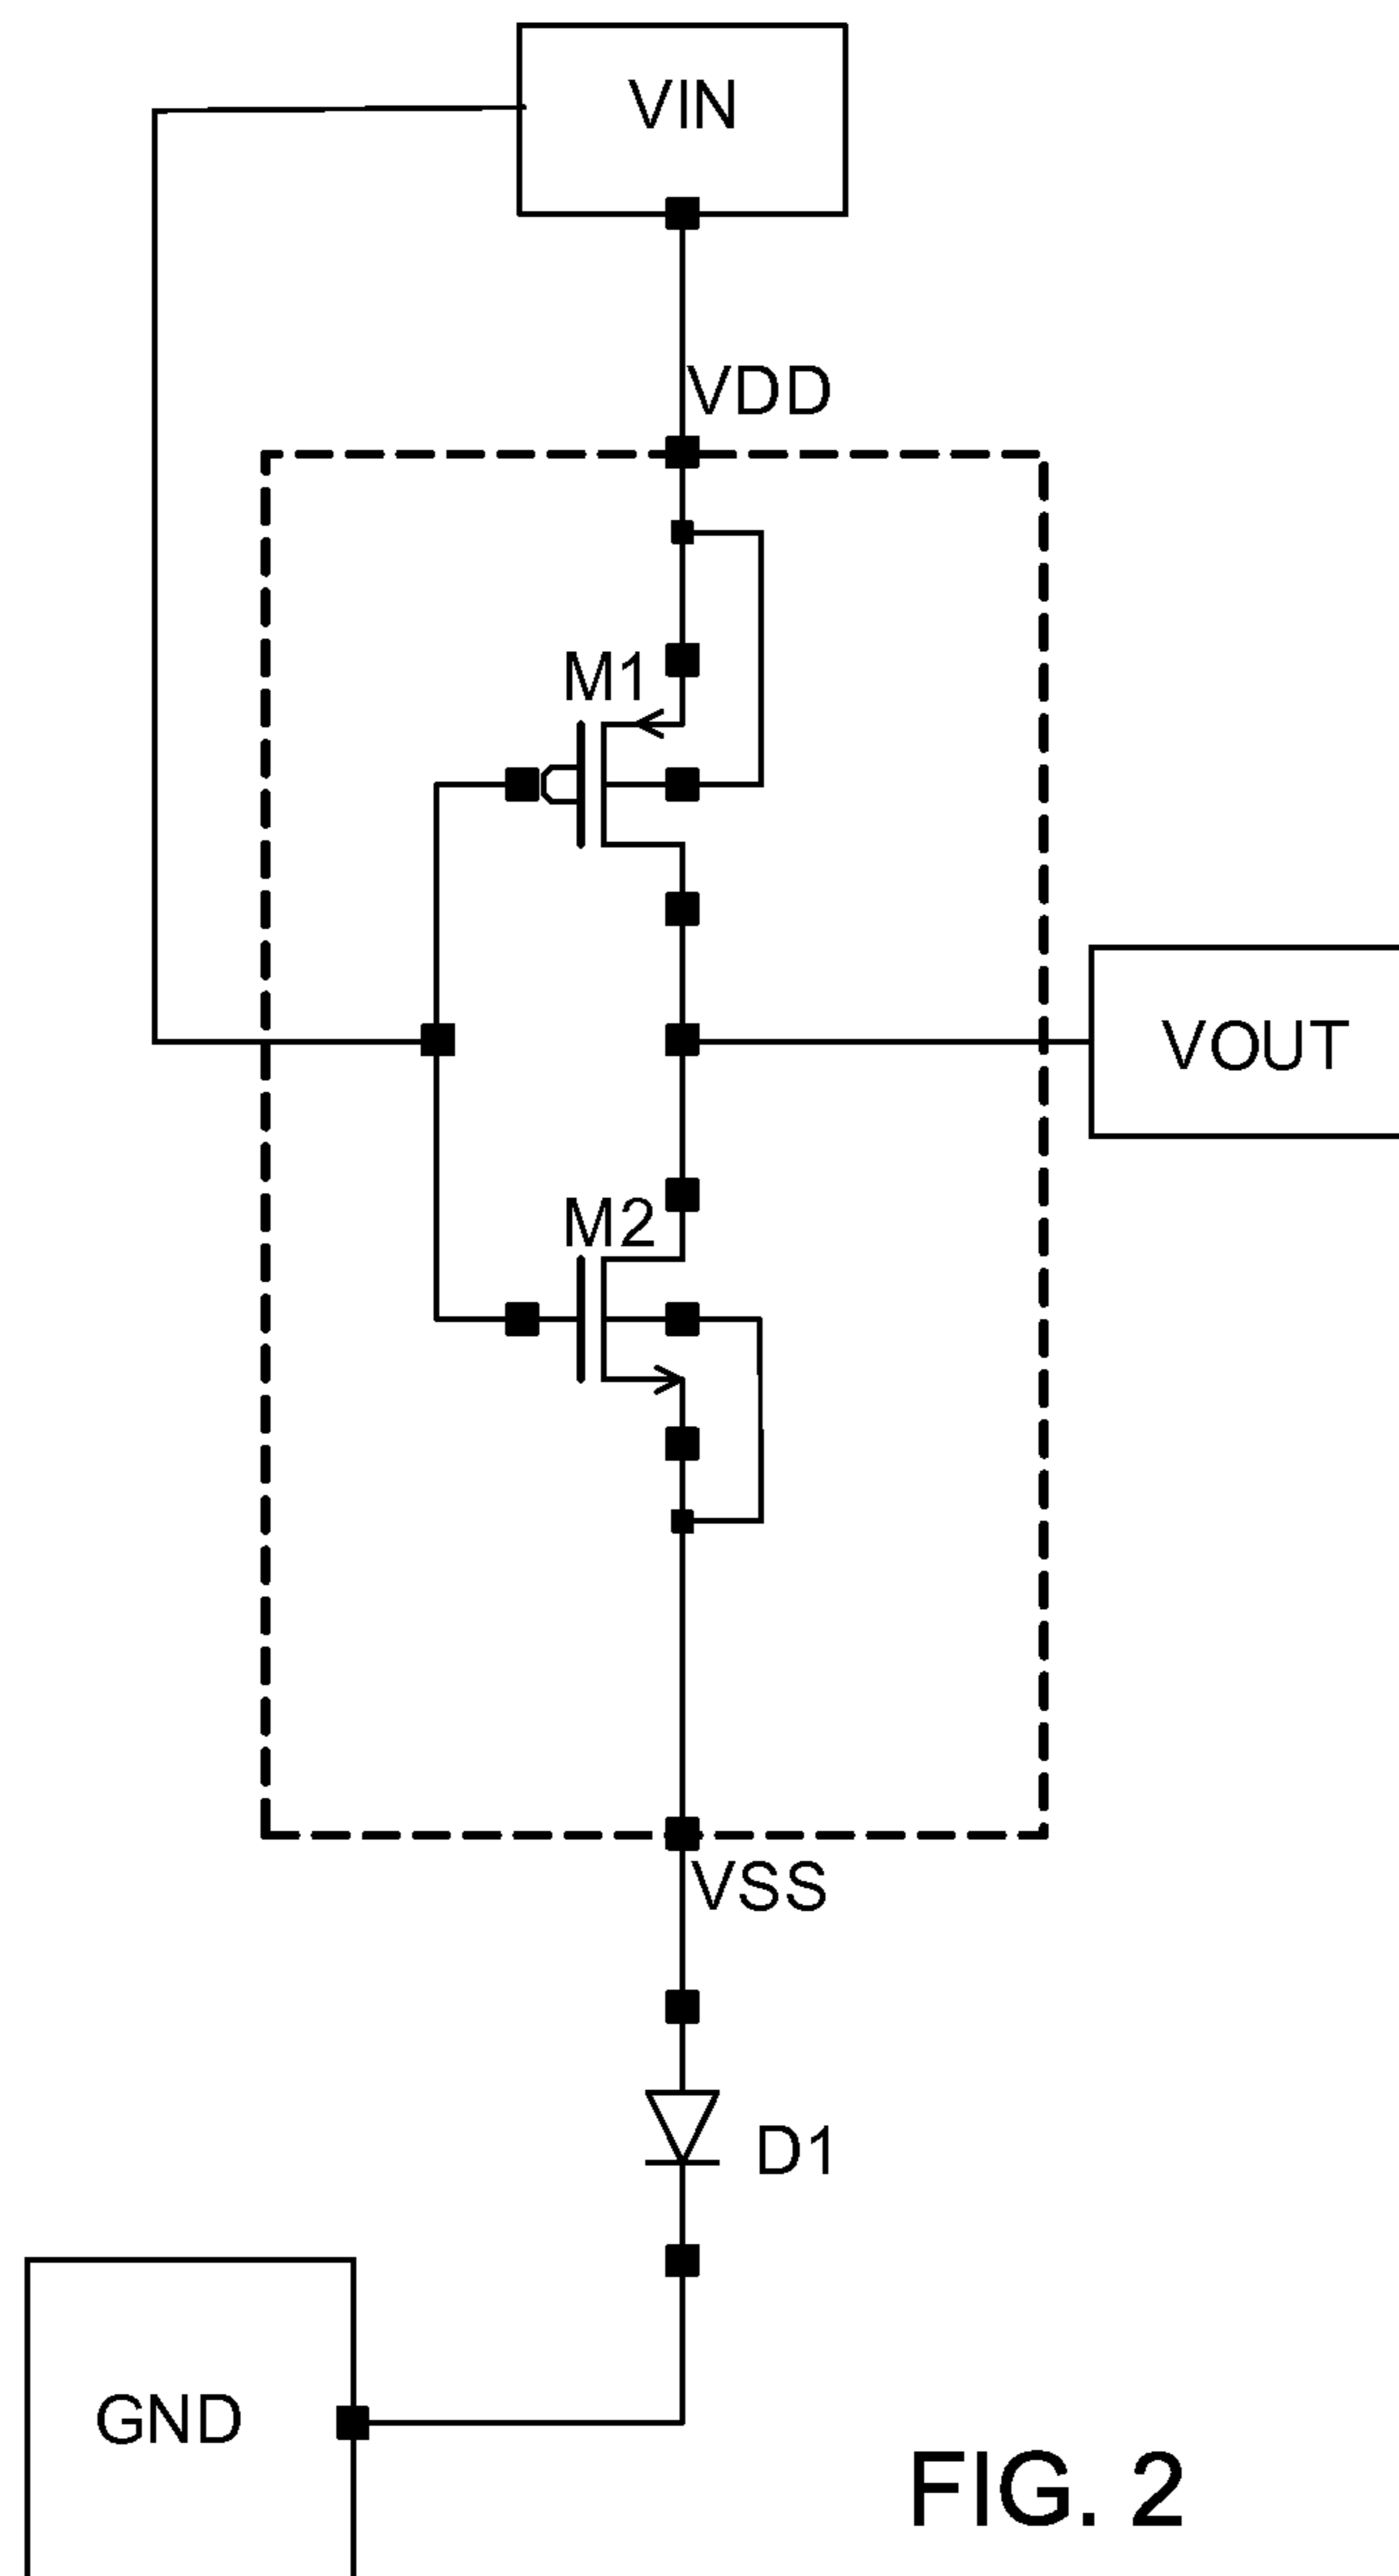 VIN
VDD
M1
VOUT
M2
VSS
D1
GND
FIG. 2